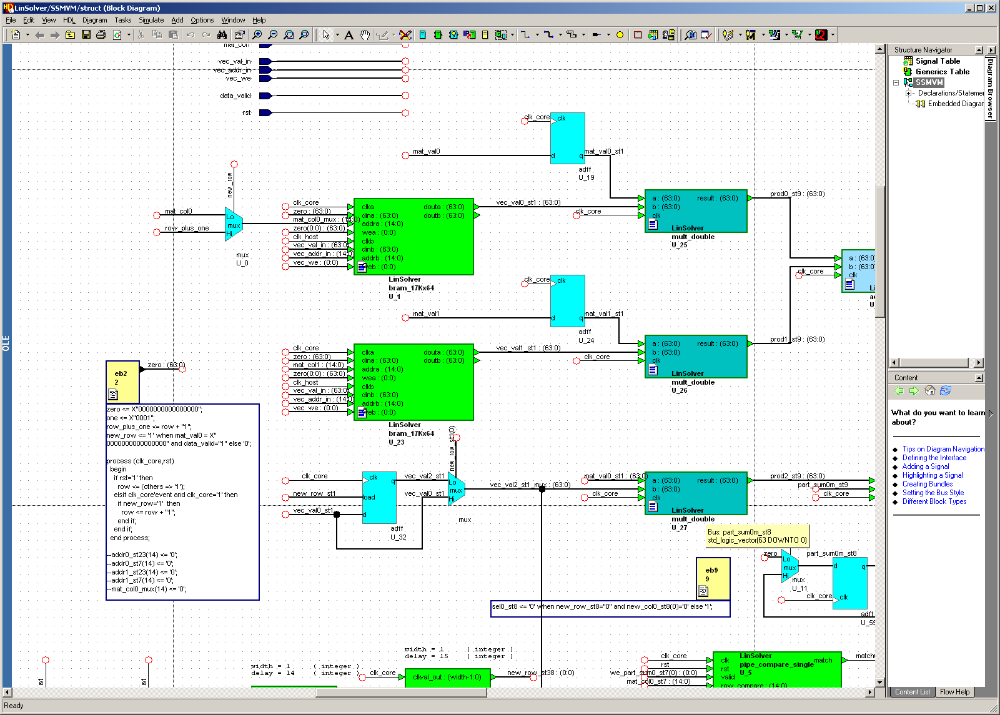 LinSolver/SSMVM/struct (Block Diagram)
File Edit View HDL Diagram Tasks Simulate Add Options Window Help
OLE
vec_val_in
vec_addr_in
vec_we
data_valid
rst
clk_core
clk
mat_val0
d
q
mat_val0_st1
adff
U_19
new_row
mat_col0
row_plus_one
Lo
mux
Hi
mux
U_0
clk_core
zero : (63:0)
mat_col0_mux : (14:0)
zero(0:0) : (63:0)
clk_host
vec_val_in : (63:0)
vec_addr_in : (14:0)
vec_we : (0:0)
clka
dina : (63:0)
addra : (14:0)
wea : (0:0)
clkb
dinb : (63:0)
addrb : (14:0)
web : (0:0)
douta : (63:0)
doutb : (63:0)
LinSolver
bram_17Kx64
U_1
vec_val0_st1 : (63:0)
clk_core
a : (63:0)
b : (63:0)
clk
result : (63:0)
LinSolver
mult_double
U_25
prod0_st9 : (63:0)
clk_core
a : (63:0)
b : (63:0)
clk
clk_core
clk
mat_val1
d
q
mat_val1_st1
adff
U_24
clk_core
zero : (63:0)
mat_col1 : (14:0)
zero(0:0) : (63:0)
clk_host
vec_val_in : (63:0)
vec_addr_in : (14:0)
vec_we : (0:0)
clka
dina : (63:0)
addra : (14:0)
wea : (0:0)
clkb
dinb : (63:0)
addrb : (14:0)
web : (0:0)
douta : (63:0)
doutb : (63:0)
LinSolver
bram_17Kx64
U_23
vec_val1_st1 : (63:0)
clk_core
a : (63:0)
b : (63:0)
clk
result : (63:0)
LinSolver
mult_double
U_26
prod1_st9 : (63:0)
eb2
2
zero : (63:0)
zero <= X"0000000000000000";
one <= X"0001";
row_plus_one <= row + "1";
new_row <= '1' when mat_val0 = X"
0000000000000000" and data_valid="1" else '0';
process (clk_core,rst)
begin
if rst='1' then
row <= (others => '1');
elsif clk_core'event and clk_core='1' then
if new_row='1' then
row <= row + "1";
end if;
end if;
end process;
--addr0_st23(14) <= '0';
--addr0_st7(14) <= '0';
--addr1_st23(14) <= '0';
--addr1_st7(14) <= '0';
--mat_col0_mux(14) <= '0';
clk_core
new_row_st1
vec_val0_st1
clk
load
d
q
adff
U_32
vec_val2_st1
vec_val0_st1
new_row_st1(0)
Lo
mux
Hi
mux
vec_val2_st1_mux : (63:0)
mat_val0_st1 : (63:0)
clk_core
a : (63:0)
b : (63:0)
clk
result : (63:0)
LinSolver
mult_double
U_27
prod2_st9 : (63:0)
part_sum0m_st9
clk_core
Bus: part_sum0m_st8
std_logic_vector(63 DOWNTO 0)
zero
Lo
mux
Hi
mux
U_11
part_sum0m_st8
d
q
clk_core
clk
adff
U_55
eb9
9
sel0_st8 <= '0' when new_row_st8="0" and new_col0_st8(0)='0' else '1';
rst
rst
width = 1 ( integer )
delay = 14 ( integer )
width = 1 ( integer )
delay = 15 ( integer )
clk_core
clkval_out : (width-1:0)
new_row_st38 : (0:0)
clk_core
rst
we_part_sum0_st7(0) : (0:0)
mat_col0_st7 : (14:0)
clk
rst
valid
row_compare : (14:0)
LinSolver
pipe_compare_single
U_5
match
Structure Navigator
Signal Table
Generics Table
SSMVM
Declarations/Stateme
Embedded Diagra
Diagram Browser
Content
What do you want to learn
about?
Tips on Diagram Navigation
Defining the Interface
Adding a Signal
Highlighting a Signal
Creating Bundles
Setting the Bus Style
Different Block Types
Content List Flow Help
Ready